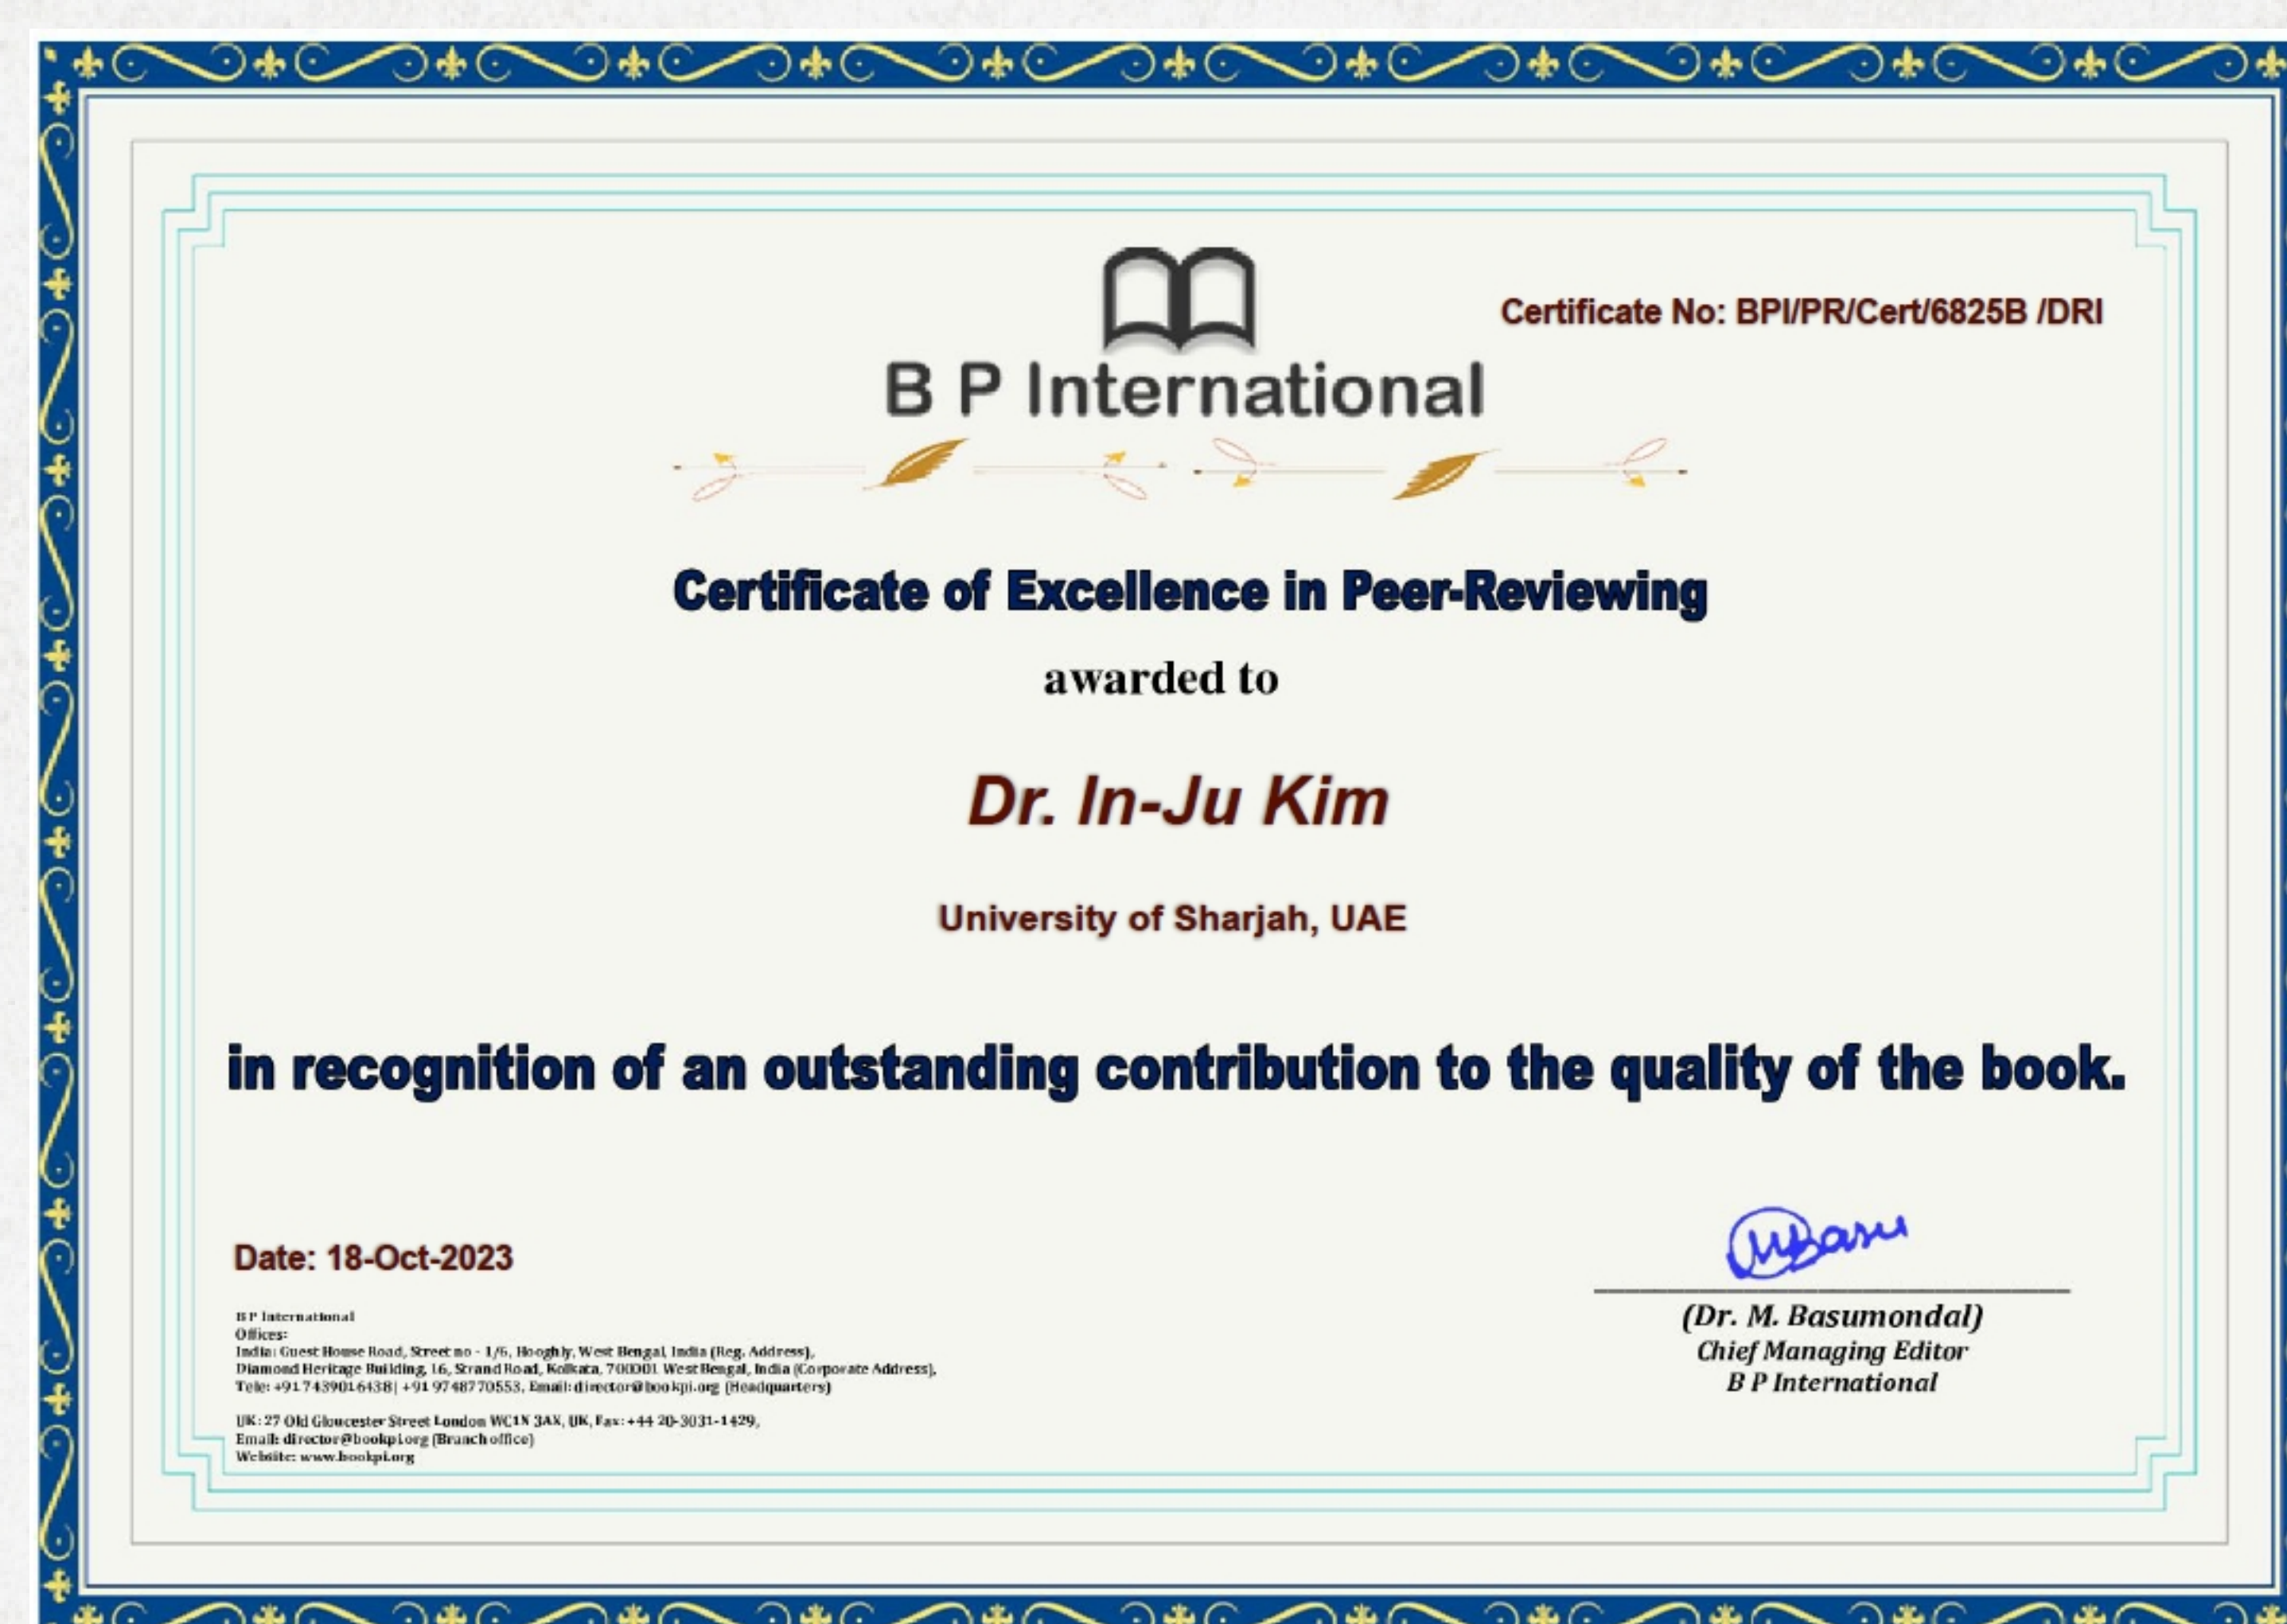 Certificate No: BPI/PR/Cert/6825B /DRI
B P International
Certificate of Excellence in Peer-Reviewing
awarded to
Dr. In-Ju Kim
University of Sharjah, UAE
in recognition of an outstanding contribution to the quality of the book.
Date: 18-Oct-2023
B P International
Offices:
India: Guest House Road, Street no - 1/6, Hooghly, West Bengal, India (Reg. Address),
Diamond Heritage Building, 16, Strand Road, Kolkata, 700001 West Bengal, India (Corporate Address),
Tele: +91 7439016438| +91 9748770553, Email: director@bookpi.org (Headquarters)
UK: 27 Old Gloucester Street London WC1N 3AX, UK, Fax: +44 20-3031-1429,
Email: director@bookpi.org (Branch office)
Website: www.bookpi.org
MBasu
(Dr. M. Basumondal)
Chief Managing Editor
B P International